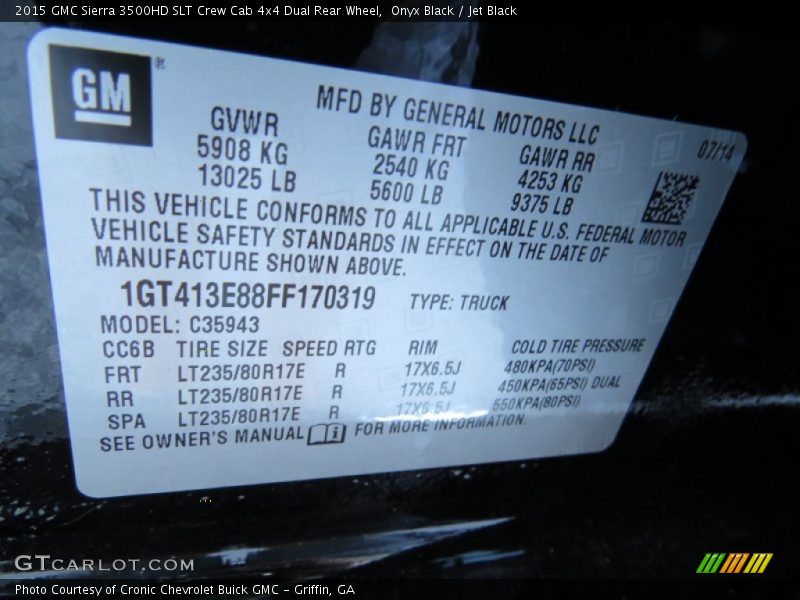 2015 GMC Sierra 3500HD SLT Crew Cab 4x4 Dual Rear Wheel,  Onyx Black / Jet Black
GM®
MFD BY GENERAL MOTORS LLC
07/14
GVWR GAWR FRT GAWR RR
5908 KG 2540 KG 4253 KG
13025 LB 5600 LB 9375 LB
THIS VEHICLE CONFORMS TO ALL APPLICABLE U.S. FEDERAL MOTOR
VEHICLE SAFETY STANDARDS IN EFFECT ON THE DATE OF
MANUFACTURE SHOWN ABOVE.
1GT413E88FF170319 TYPE: TRUCK
MODEL: C35943
CC6B TIRE SIZE SPEED RTG RIM COLD TIRE PRESSURE
FRT LT235/80R17E R 17X6.5J 480KPA(70PSI)
RR LT235/80R17E R 17X6.5J 450KPA(65PSI) DUAL
SPA LT235/80R17E R 17X6.5J 550KPA(80PSI)
SEE OWNER'S MANUAL FOR MORE INFORMATION.
GTCARLOT.COM
Photo Courtesy of Cronic Chevrolet Buick GMC – Griffin, GA